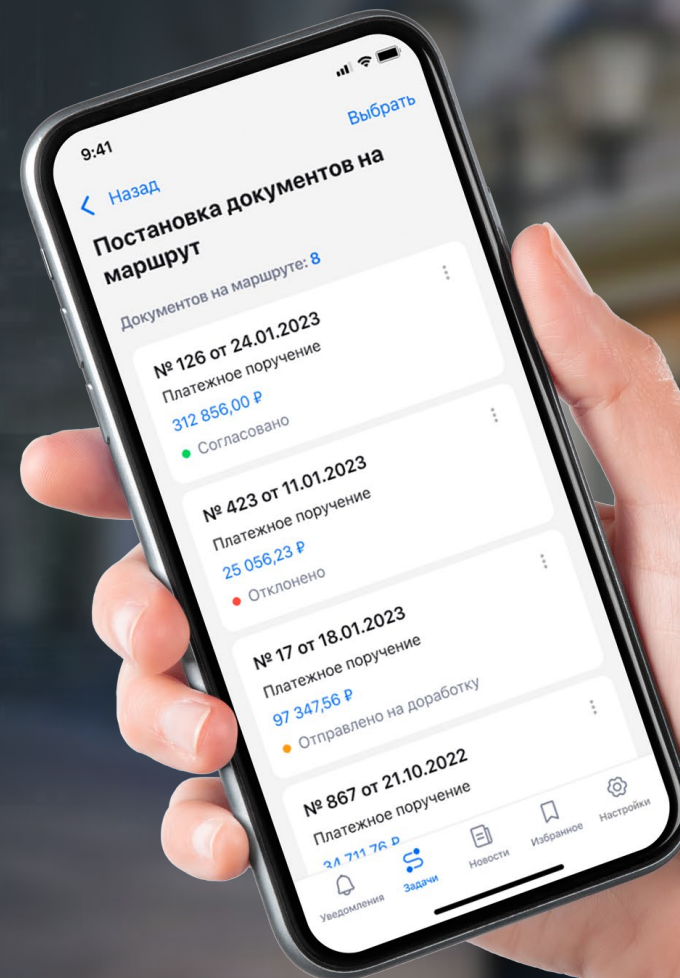 9:41
Назад
Выбрать
Постановка документов на
маршрут
Документов на маршруте: 8
№ 126 от 24.01.2023
Платежное поручение
312 856,00 ₽
Согласовано
№ 423 от 11.01.2023
Платежное поручение
25 056,23 ₽
Отклонено
№ 17 от 18.01.2023
Платежное поручение
97 347,56 ₽
Отправлено на доработку
№ 867 от 21.10.2022
Платежное поручение
34 711,76 ₽
Уведомления
Задачи
Новости
Избранное
Настройки